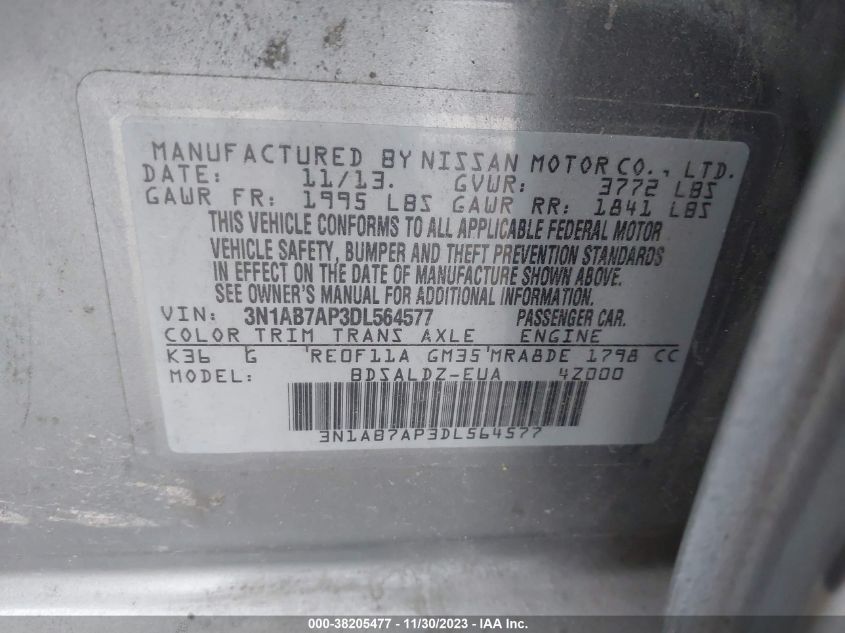 MANUFACTURED BY NISSAN MOTOR CO., LTD.
DATE: 11/13. GVWR: 3772 LBS
GAWR FR: 1995 LBS GAWR RR: 1841 LBS
THIS VEHICLE CONFORMS TO ALL APPLICABLE FEDERAL MOTOR
VEHICLE SAFETY, BUMPER AND THEFT PREVENTION STANDARDS
IN EFFECT ON THE DATE OF MANUFACTURE SHOWN ABOVE.
SEE OWNER'S MANUAL FOR ADDITIONAL INFORMATION.
VIN: 3N1AB7AP3DL564577 PASSENGER CAR.
COLOR TRIM TRANS AXLE ENGINE
K36 G RE0F11A GM35 MRA8DE 1798 CC
MODEL: BDSALDZ-EUA 4Z000
3N1AB7AP3DL564577
000-38205477 - 11/30/2023 - IAA Inc.